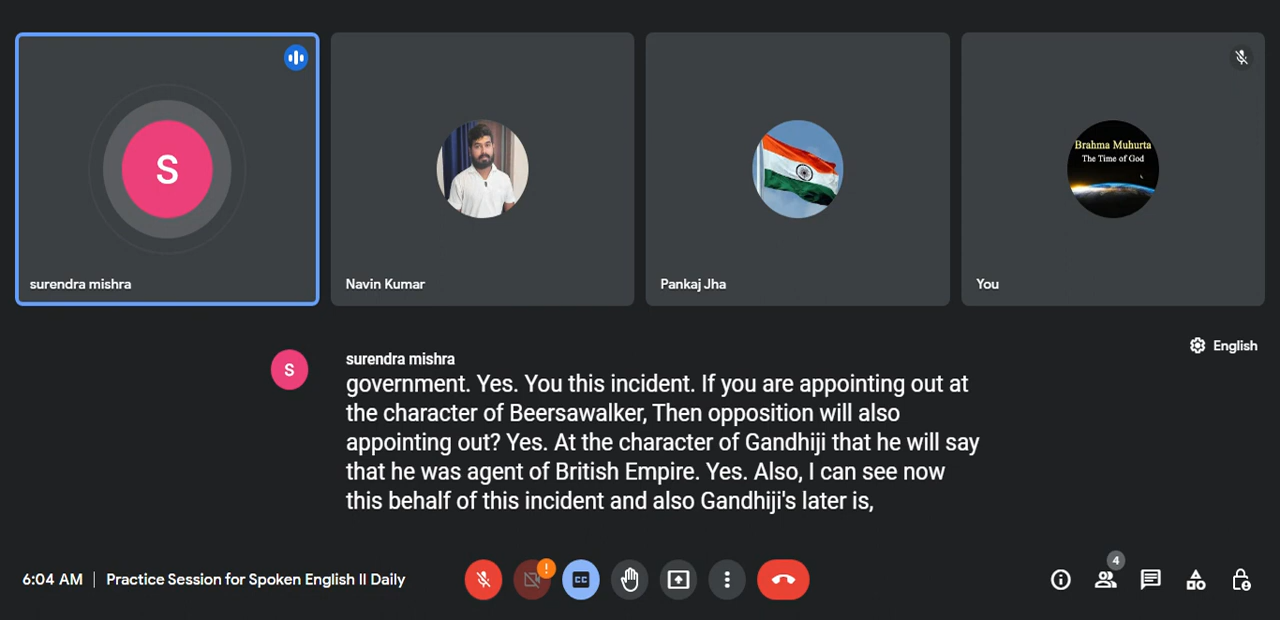 S
Brahma Muhurta
The Time of God
surendra mishra
Navin Kumar
Pankaj Jha
You
English
S
surendra mishra
government. Yes. You this incident. If you are appointing out at
the character of Beersawalker, Then opposition will also
appointing out? Yes. At the character of Gandhiji that he will say
that he was agent of British Empire. Yes. Also, I can see now
this behalf of this incident and also Gandhiji's later is,
6:04 AM | Practice Session for Spoken English II Daily
!
CC
4